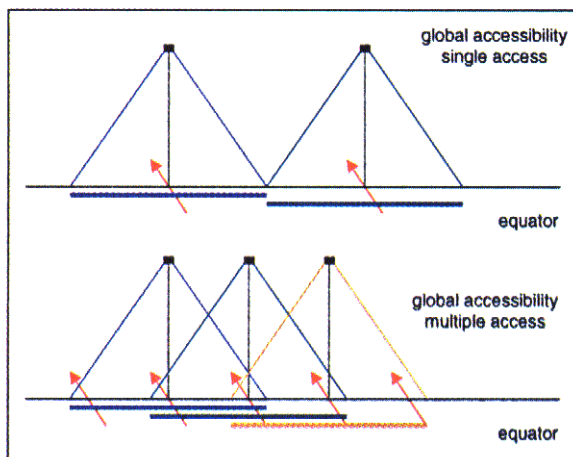 global accessibility
single access
equator
global accessibility
multiple access
equator